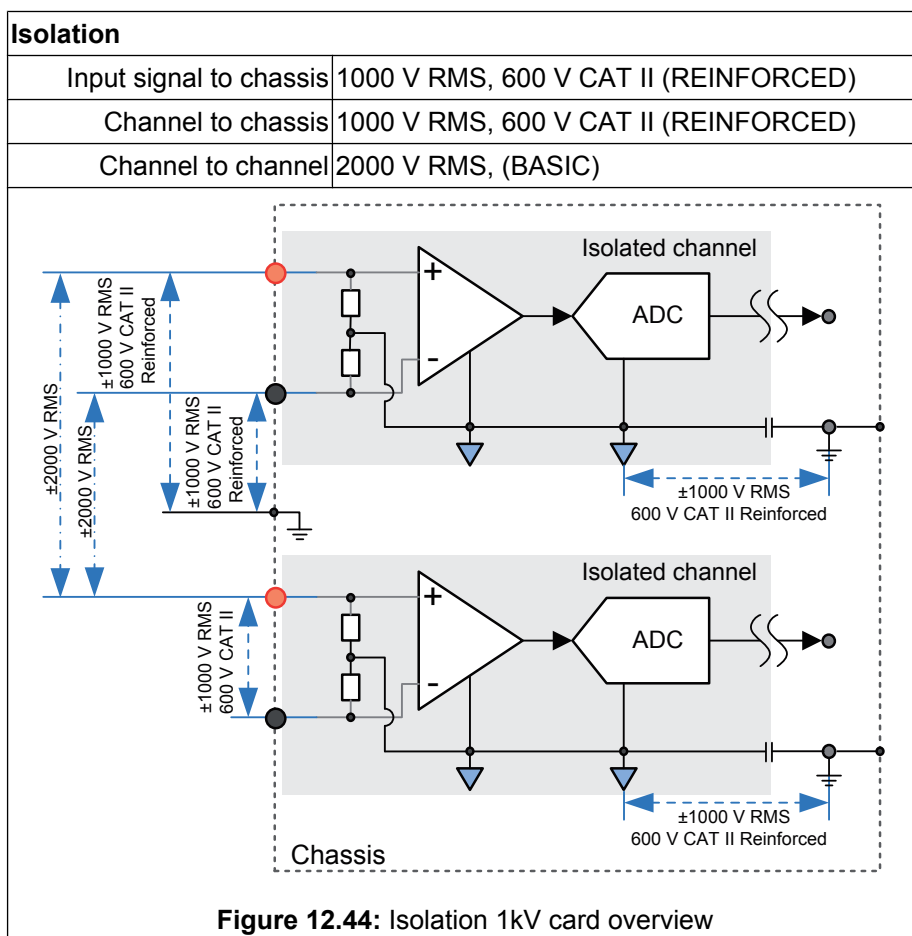 Isolation
Input signal to chassis 1000 V RMS, 600 V CAT II (REINFORCED)
Channel to chassis 1000 V RMS, 600 V CAT II (REINFORCED)
Channel to channel 2000 V RMS, (BASIC)
Isolated channel
+
-
ADC
±2000 V RMS
±2000 V RMS
±1000 V RMS
600 V CAT II
Reinforced
±1000 V RMS
600 V CAT II
Reinforced
±1000 V RMS
600 V CAT II Reinforced
Isolated channel
+
-
ADC
±1000 V RMS
600 V CAT II
±1000 V RMS
600 V CAT II Reinforced
Chassis
Figure 12.44: Isolation 1kV card overview